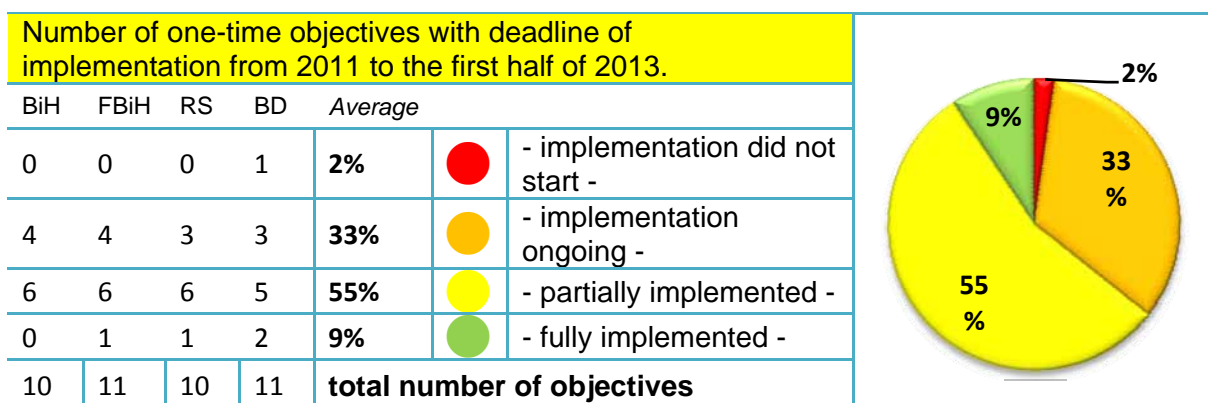 Number of one-time objectives with deadline of
implementation from 2011 to the first half of 2013.
BiH FBiH RS BD Average
0 0 0 1 2% - implementation did not
start -
4 4 3 3 33% - implementation
ongoing -
6 6 6 5 55% - partially implemented -
0 1 1 2 9% - fully implemented -
10 11 10 11 total number of objectives
2%
9%
33
%
55
%